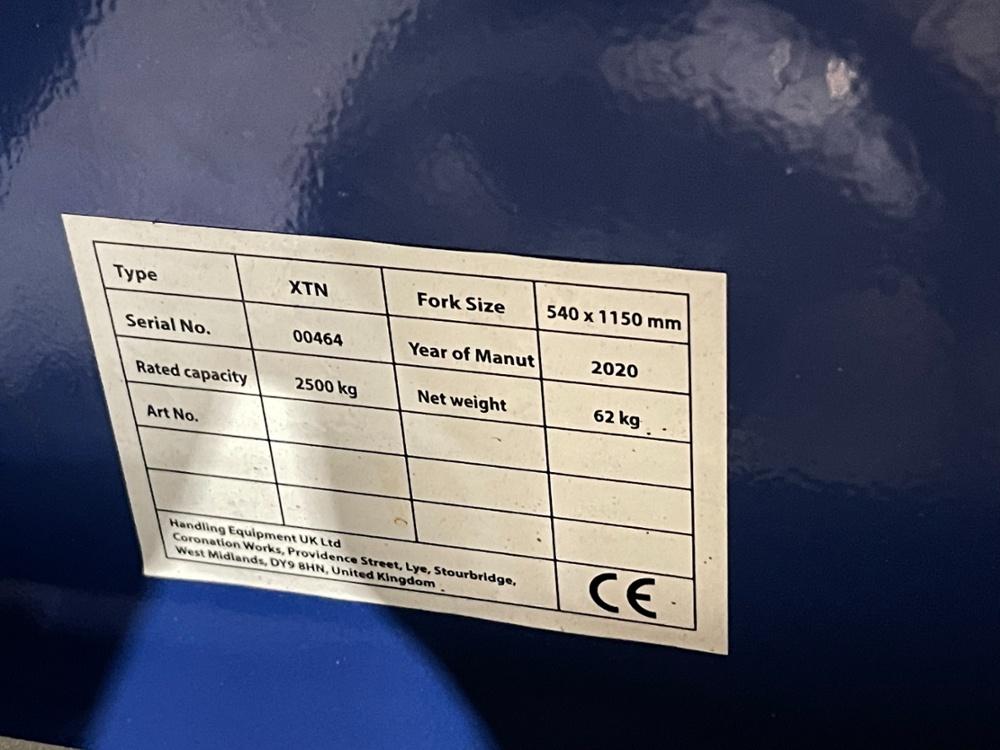 Type XTN Fork Size 540 x 1150 mm
Serial No. 00464 Year of Manut 2020
Rated capacity 2500 kg Net weight 62 kg
Art No.
Handling Equipment UK Ltd
Coronation Works, Providence Street, Lye, Stourbridge,
West Midlands, DY9 8HN, United Kingdom
CE